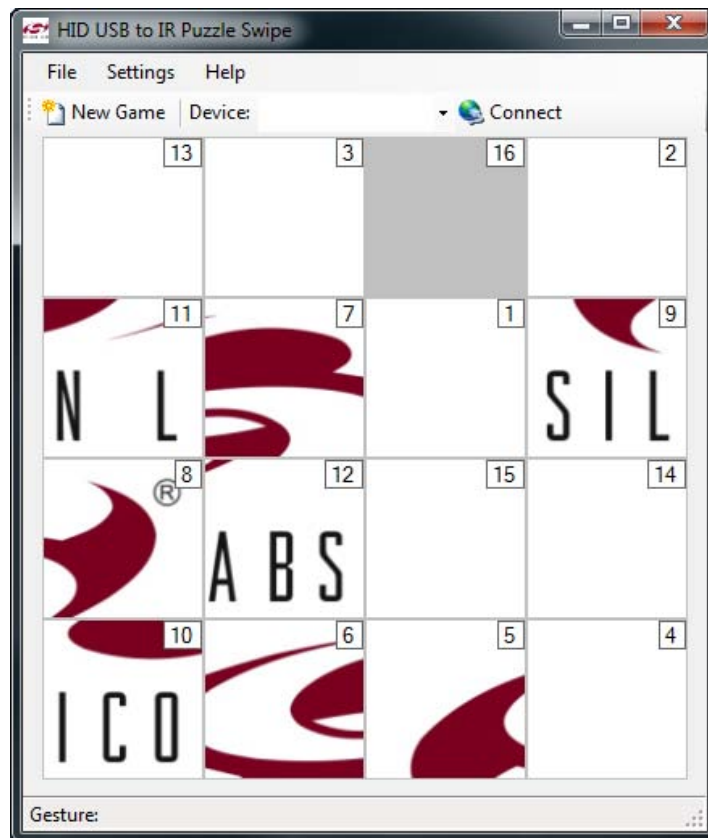 HID USB to IR Puzzle Swipe
File Settings Help
New Game Device: Connect
13 3 16 2
11 7 1 9
N L SIL
8 12 15 14
® ABS
10 6 5 4
ICO
Gesture: